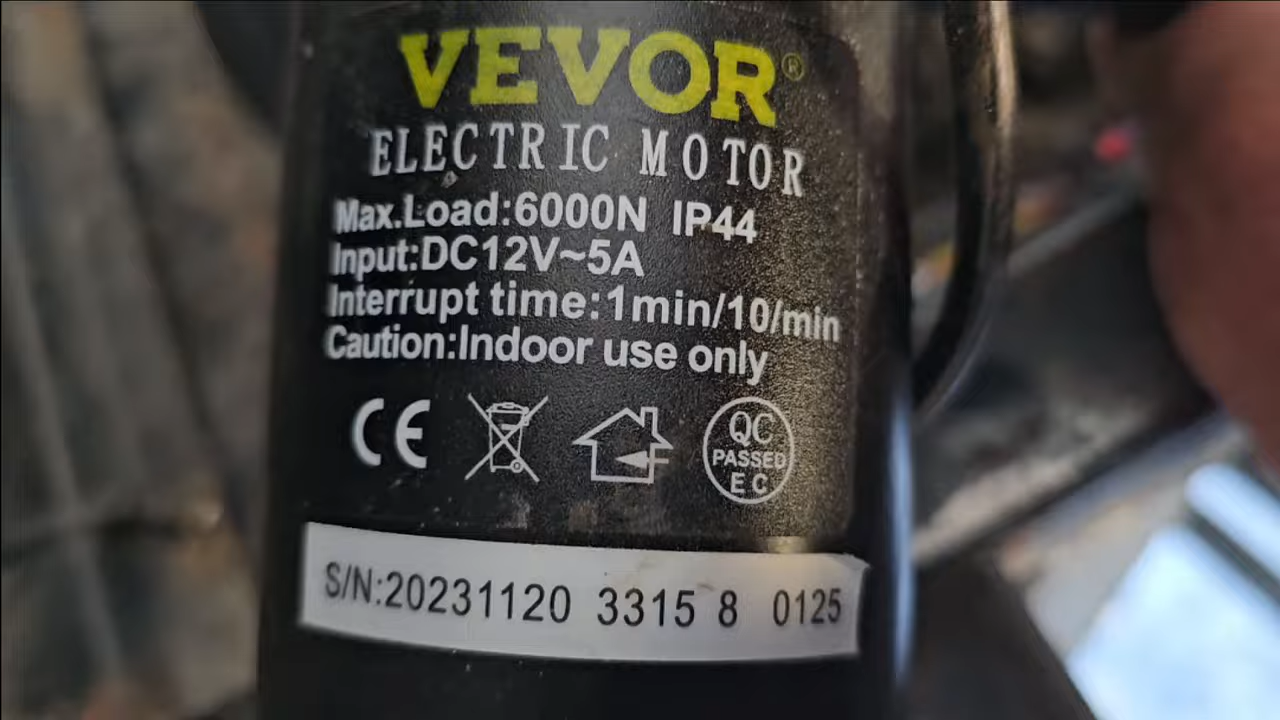 VEVOR®
ELECTRIC MOTOR
Max.Load:6000N IP44
Input:DC12V~5A
Interrupt time:1min/10/min
Caution:Indoor use only
CE
QC
PASSED
EC
S/N:20231120 3315 8 0125